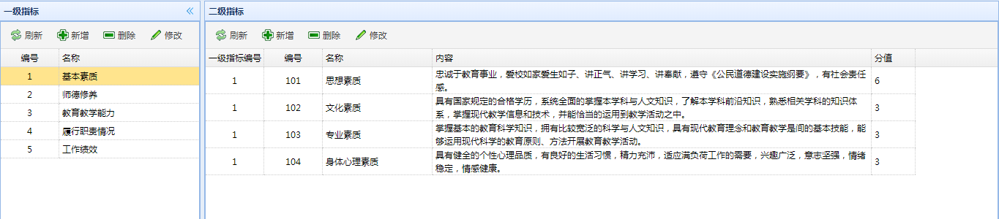 一级指标
刷新 新增 删除 修改
编号 名称
1 基本素质
2 师德修养
3 教育教学能力
4 履行职责情况
5 工作绩效
二级指标
刷新 新增 删除 修改
一级指标编号 编号 名称 内容 分值
1 101 思想素质 忠诚于教育事业，爱校如家爱生如子、讲正气、讲学习、讲奉献，遵守《公民道德建设实施纲要》，有社会责任 6
感。
1 102 文化素质 具有国家规定的合格学历，系统全面的掌握本学科与人文知识，了解本学科前沿知识，熟悉相关学科的知识体 3
系，掌握现代教学信息和技术，并能恰当的运用到教学活动之中。
1 103 专业素质 掌握基本的教育科学知识，拥有比较宽泛的科学与人文知识，具有现代教育理念和教育教学是间的基本技能，能 3
够运用现代科学的教育原则、方法开展教育教学活动。
1 104 身体心理素质 具有健全的个性心理品质，有良好的生活习惯，精力充沛，适应满负荷工作的需要，兴趣广泛，意志坚强，情绪 3
稳定，情感健康。